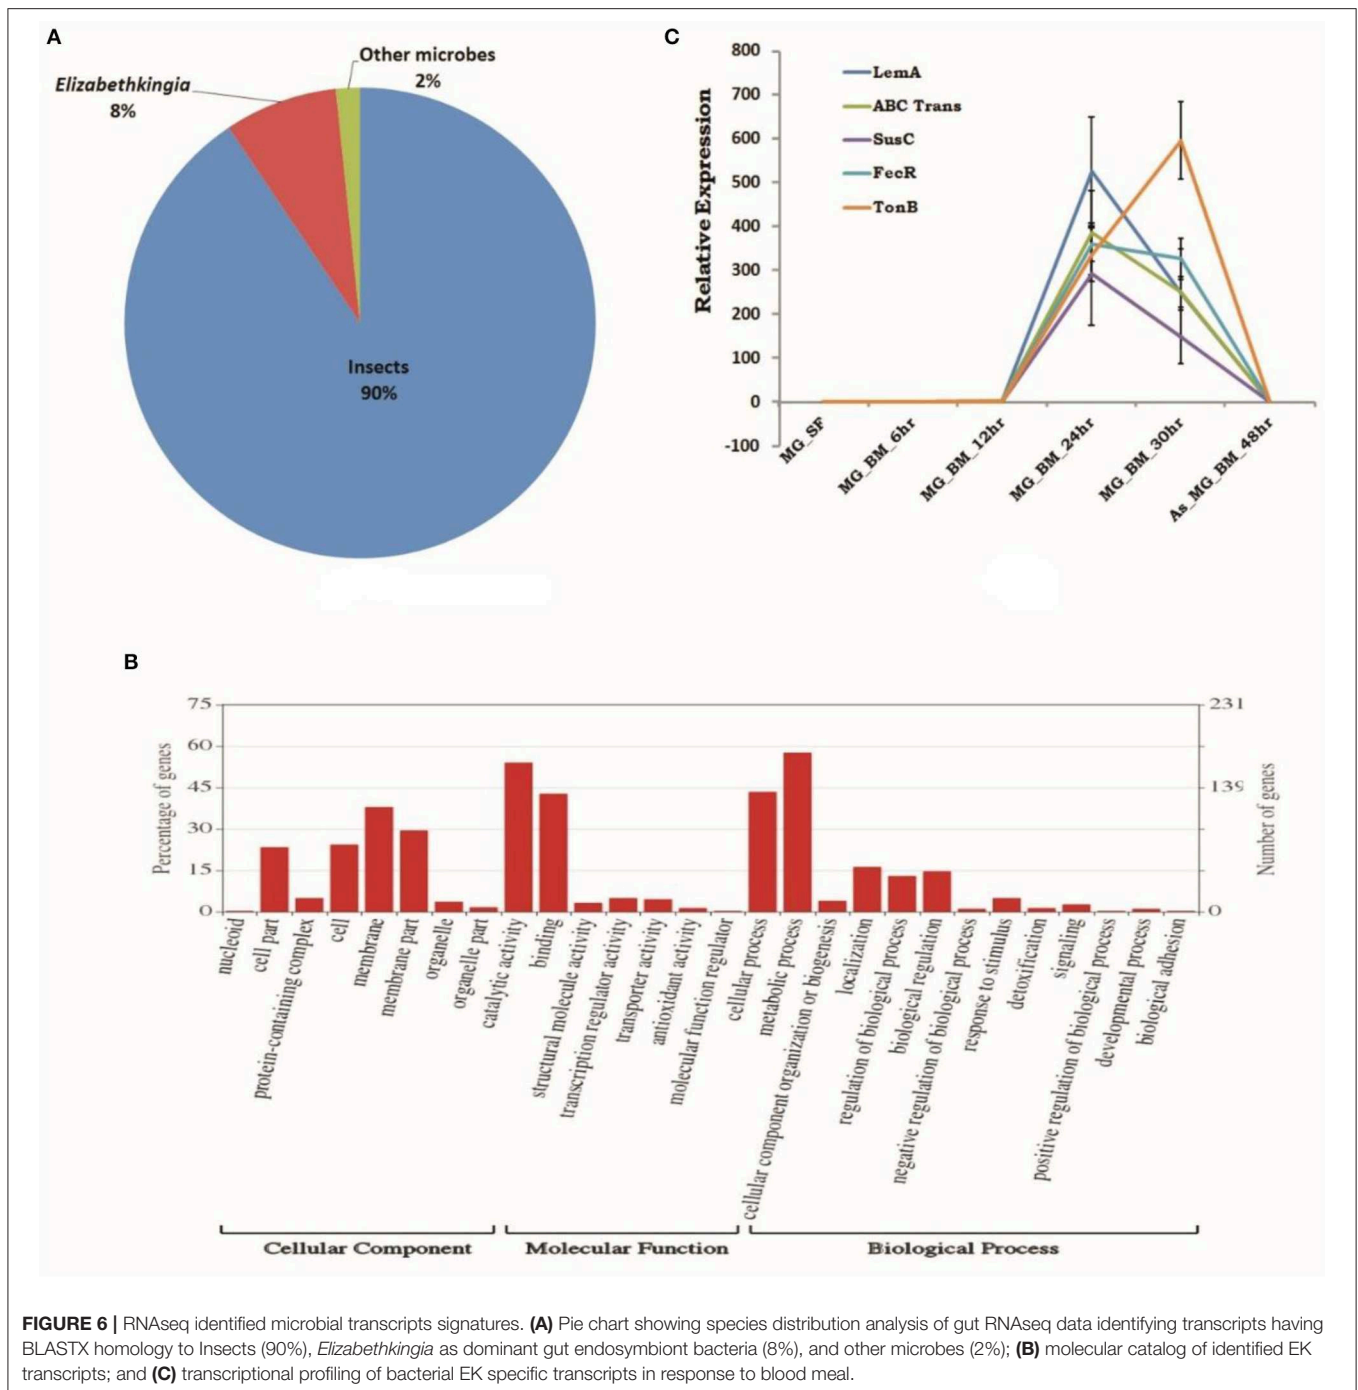 A
Other microbes
2%
Elizabethkingia
8%
Insects
90%
C
800
700
600
500
400
300
200
100
0
-100
Relative Expression
LemA
ABC Trans
SusC
FecR
TonB
MG_SF
MG_BM_6hr
MG_BM_12hr
MG_BM_24hr
MG_BM_30hr
As_MG_BM_48hr
B
75
60
45
30
15
0
Percentage of genes
231
139
0
Number of genes
nucleoid
cell part
protein-containing complex
cell
membrane
membrane part
organelle
organelle part
catalytic activity
binding
structural molecule activity
transcription regulator activity
transporter activity
antioxidant activity
molecular function regulator
cellular process
metabolic process
cellular component organization or biogenesis
localization
regulation of biological process
biological regulation
negative regulation of biological process
response to stimulus
detoxification
signaling
positive regulation of biological process
developmental process
biological adhesion
Cellular Component
Molecular Function
Biological Process
FIGURE 6 | RNAseq identified microbial transcripts signatures. (A) Pie chart showing species distribution analysis of gut RNAseq data identifying transcripts having
BLASTX homology to Insects (90%), Elizabethkingia as dominant gut endosymbiont bacteria (8%), and other microbes (2%); (B) molecular catalog of identified EK
transcripts; and (C) transcriptional profiling of bacterial EK specific transcripts in response to blood meal.